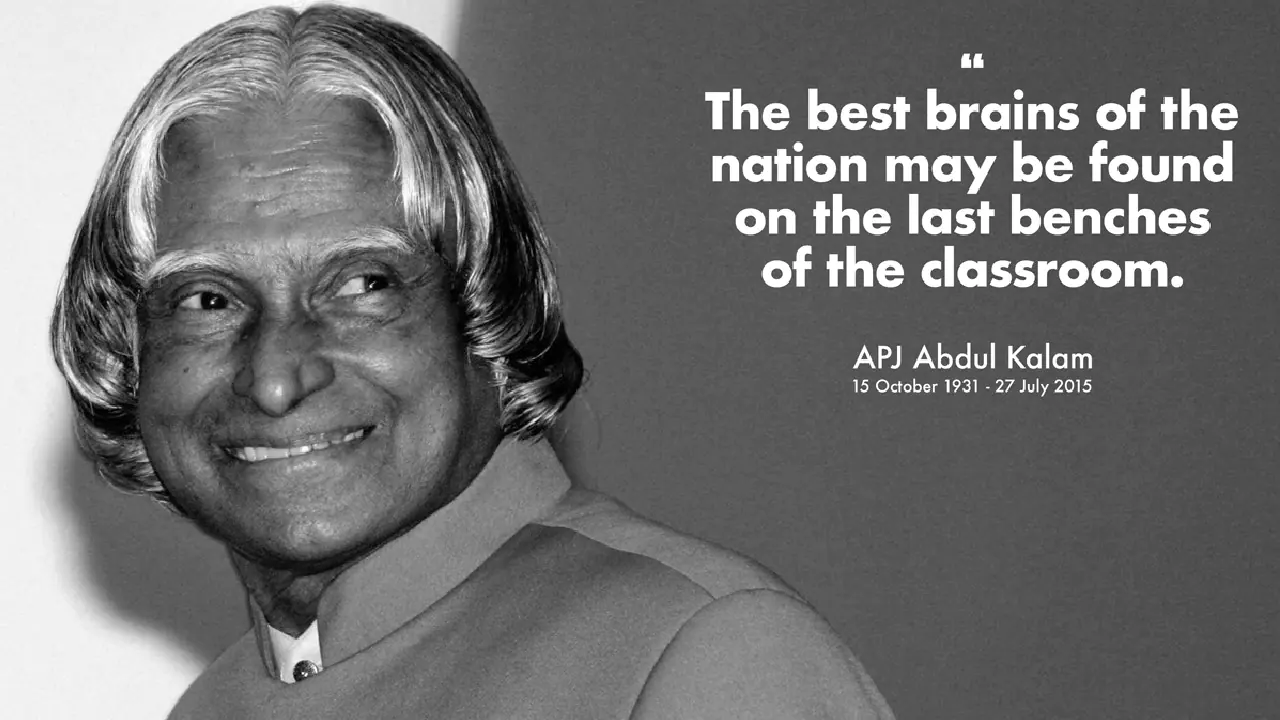 “
The best brains of the
nation may be found
on the last benches
of the classroom.
APJ Abdul Kalam
15 October 1931 - 27 July 2015